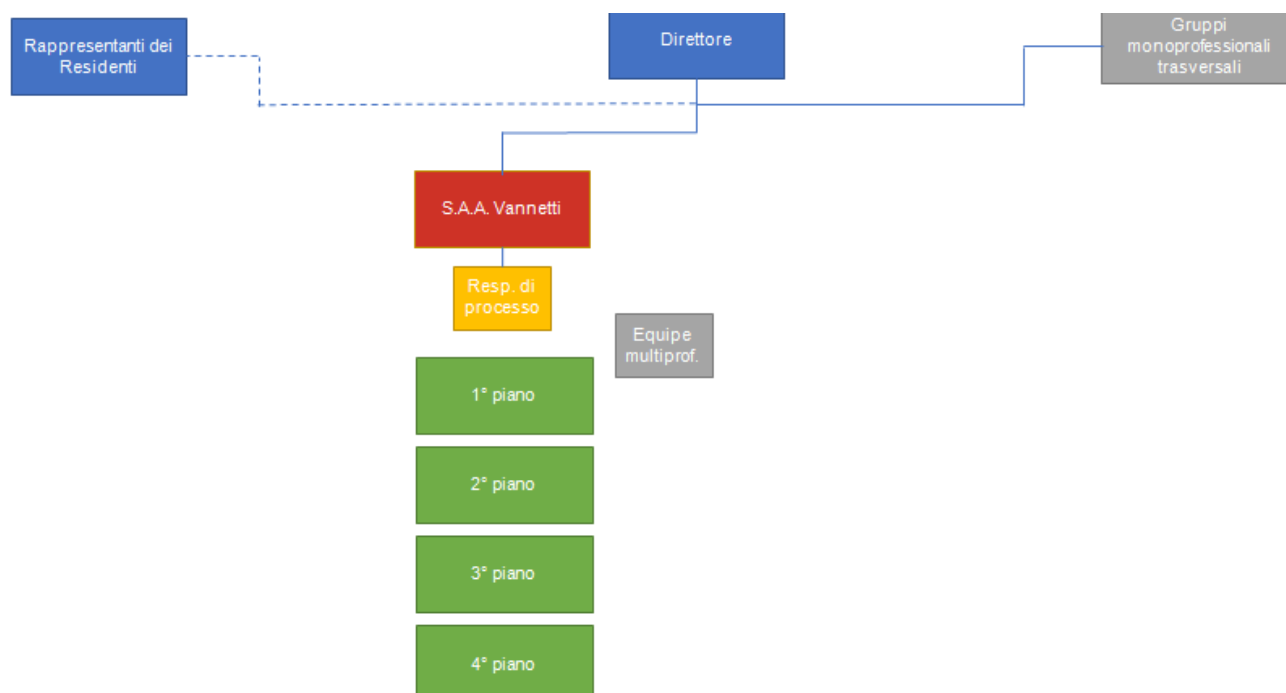 Rappresentanti dei
Residenti
Direttore
Gruppi
monoprofessionali
trasversali
S.A.A. Vannetti
Resp. di
processo
Equipe
multiprof.
1° piano
2° piano
3° piano
4° piano